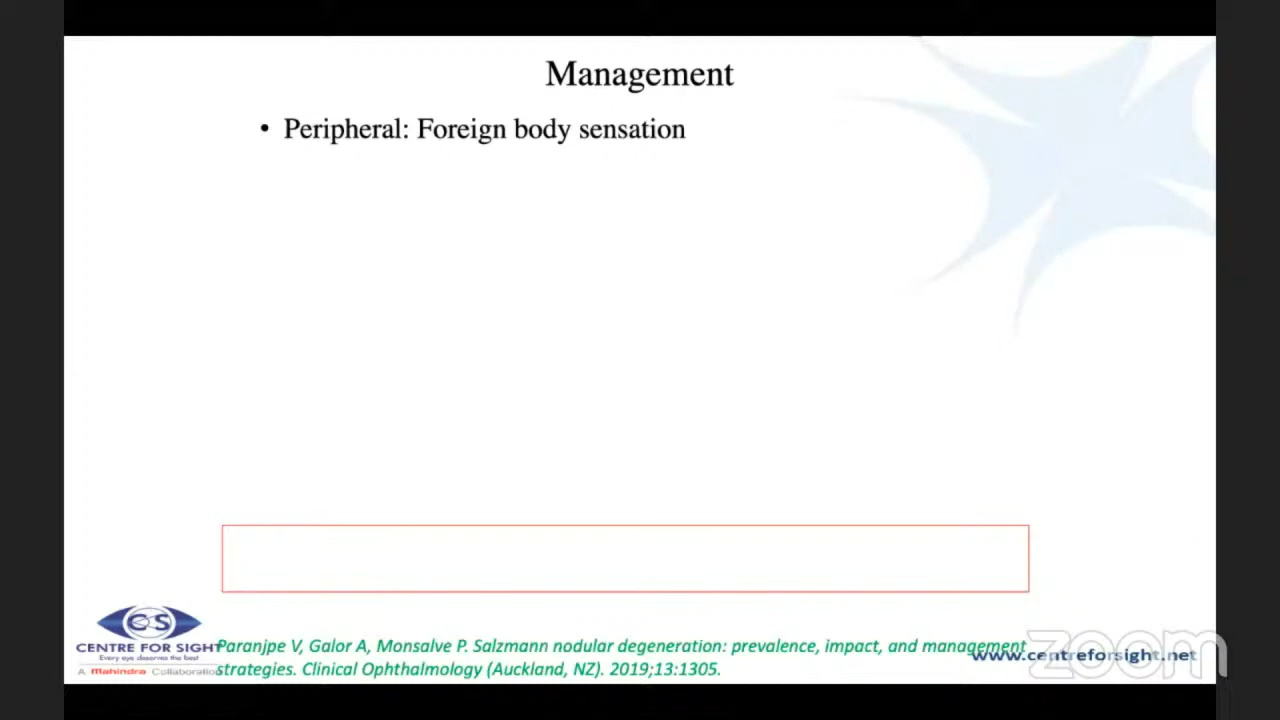 Management
• Peripheral: Foreign body sensation
CS
CENTRE FOR SIGHT
Every eye deserves the best
A Mahindra Collaboration
Paranjpe V, Galor A, Monsalve P. Salzmann nodular degeneration: prevalence, impact, and management
strategies. Clinical Ophthalmology (Auckland, NZ). 2019;13:1305.
www.centreforsight.net
zoom